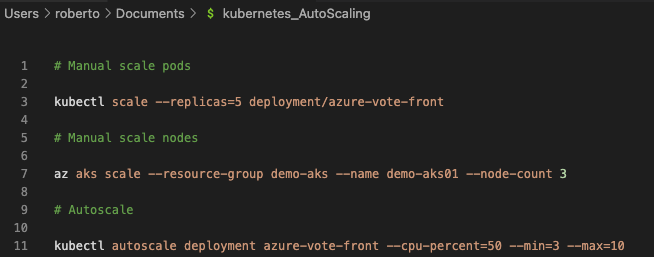 Users > roberto > Documents > $ kubernetes_AutoScaling
1 # Manual scale pods
2
3 kubectl scale --replicas=5 deployment/azure-vote-front
4
5 # Manual scale nodes
6
7 az aks scale --resource-group demo-aks --name demo-aks01 --node-count 3
8
9 # Autoscale
10
11 kubectl autoscale deployment azure-vote-front --cpu-percent=50 --min=3 --max=10